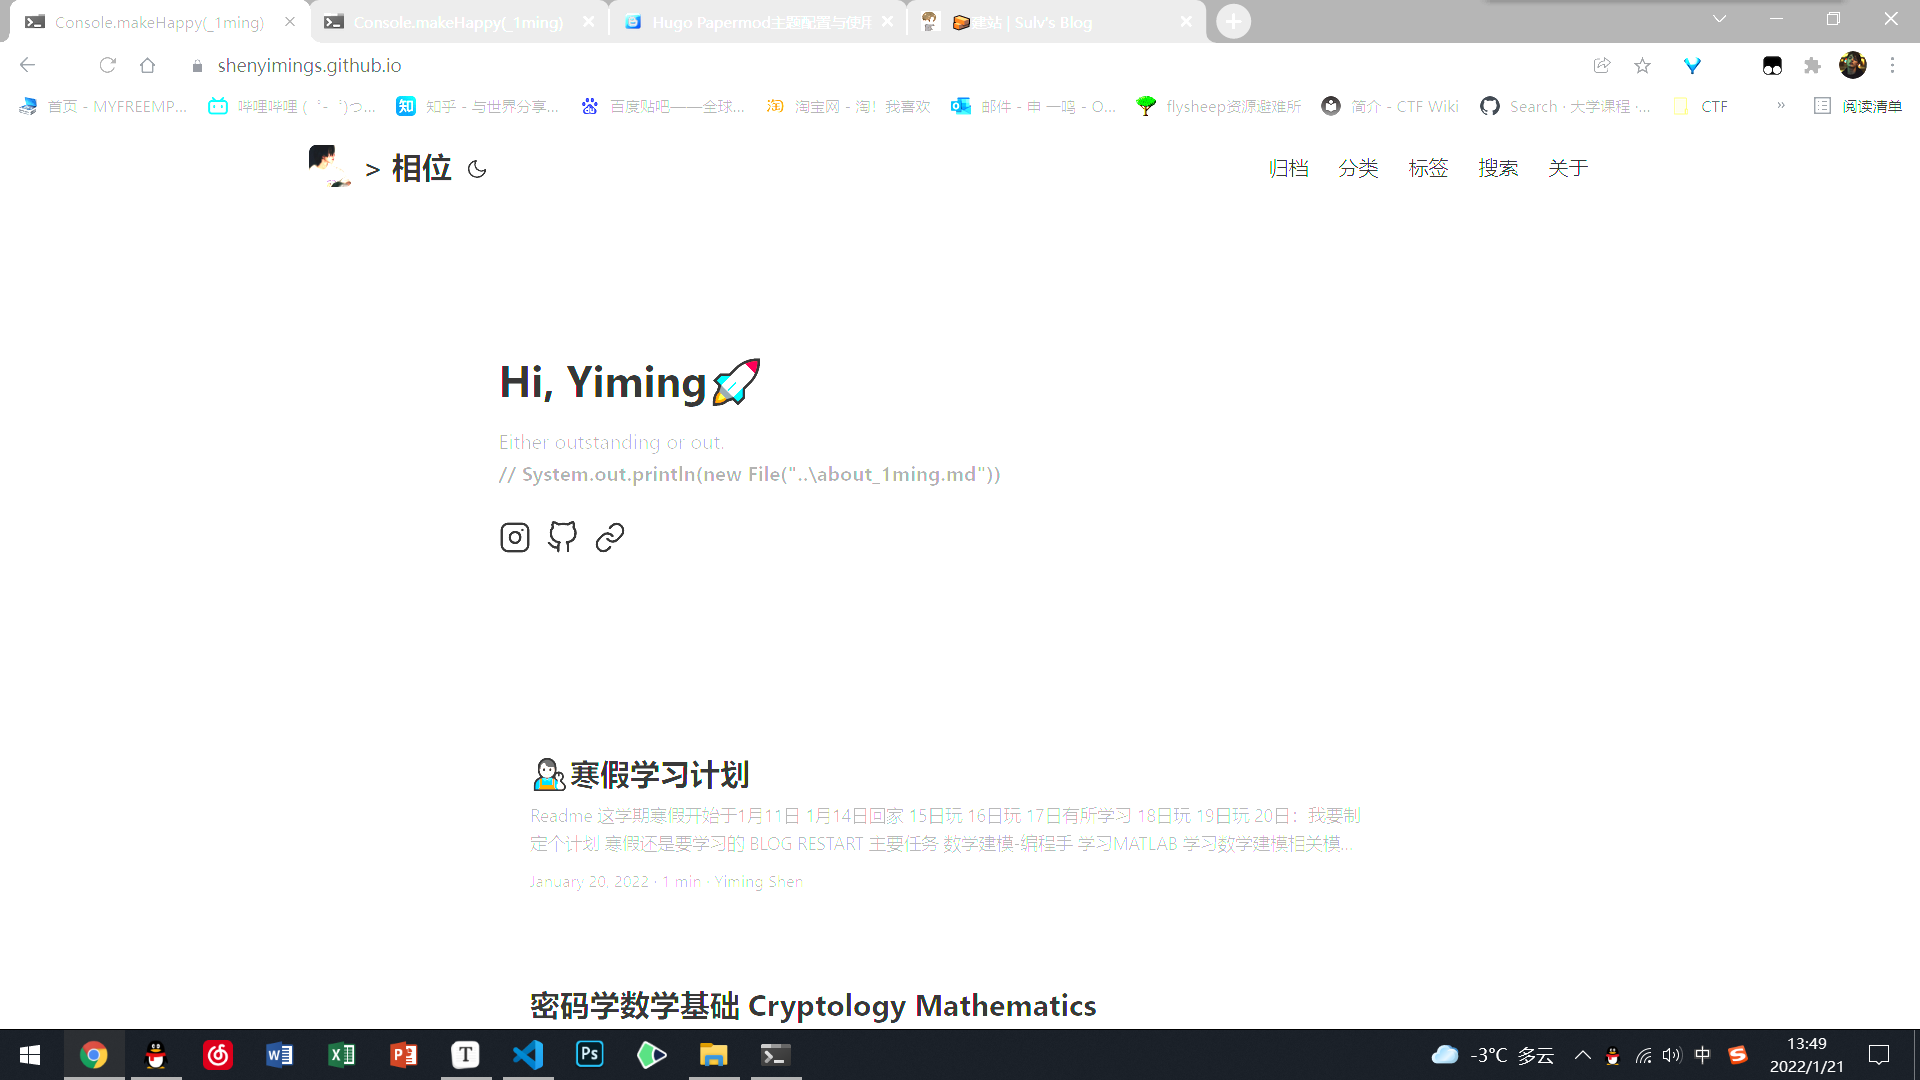 Console.makeHappy(_1ming)
Console.makeHappy(_1ming)
Hugo Papermod主题配置与使用
建站 | Sulv's Blog
shenyimings.github.io
首页 - MYFREEMP...
哔哩哔哩 ( ゜- ゜)つ...
知乎 - 与世界分享...
百度贴吧——全球...
淘宝网 - 淘！我喜欢
邮件 - 申 一鸣 - O...
flysheep资源避难所
简介 - CTF Wiki
Search · 大学课程 ·...
CTF
»
阅读清单
> 相位
归档
分类
标签
搜索
关于
Hi, Yiming🚀
Either outstanding or out.
// System.out.println(new File("..\about_1ming.md"))
寒假学习计划
Readme 这学期寒假开始于1月11日 1月14日回家 15日玩 16日玩 17日有所学习 18日玩 19日玩 20日：我要制
定个计划 寒假还是要学习的 BLOG RESTART 主要任务 数学建模-编程手 学习MATLAB 学习数学建模相关模...
January 20, 2022 · 1 min · Yiming Shen
密码学数学基础 Cryptology Mathematics
-3°C 多云
中
13:49
2022/1/21